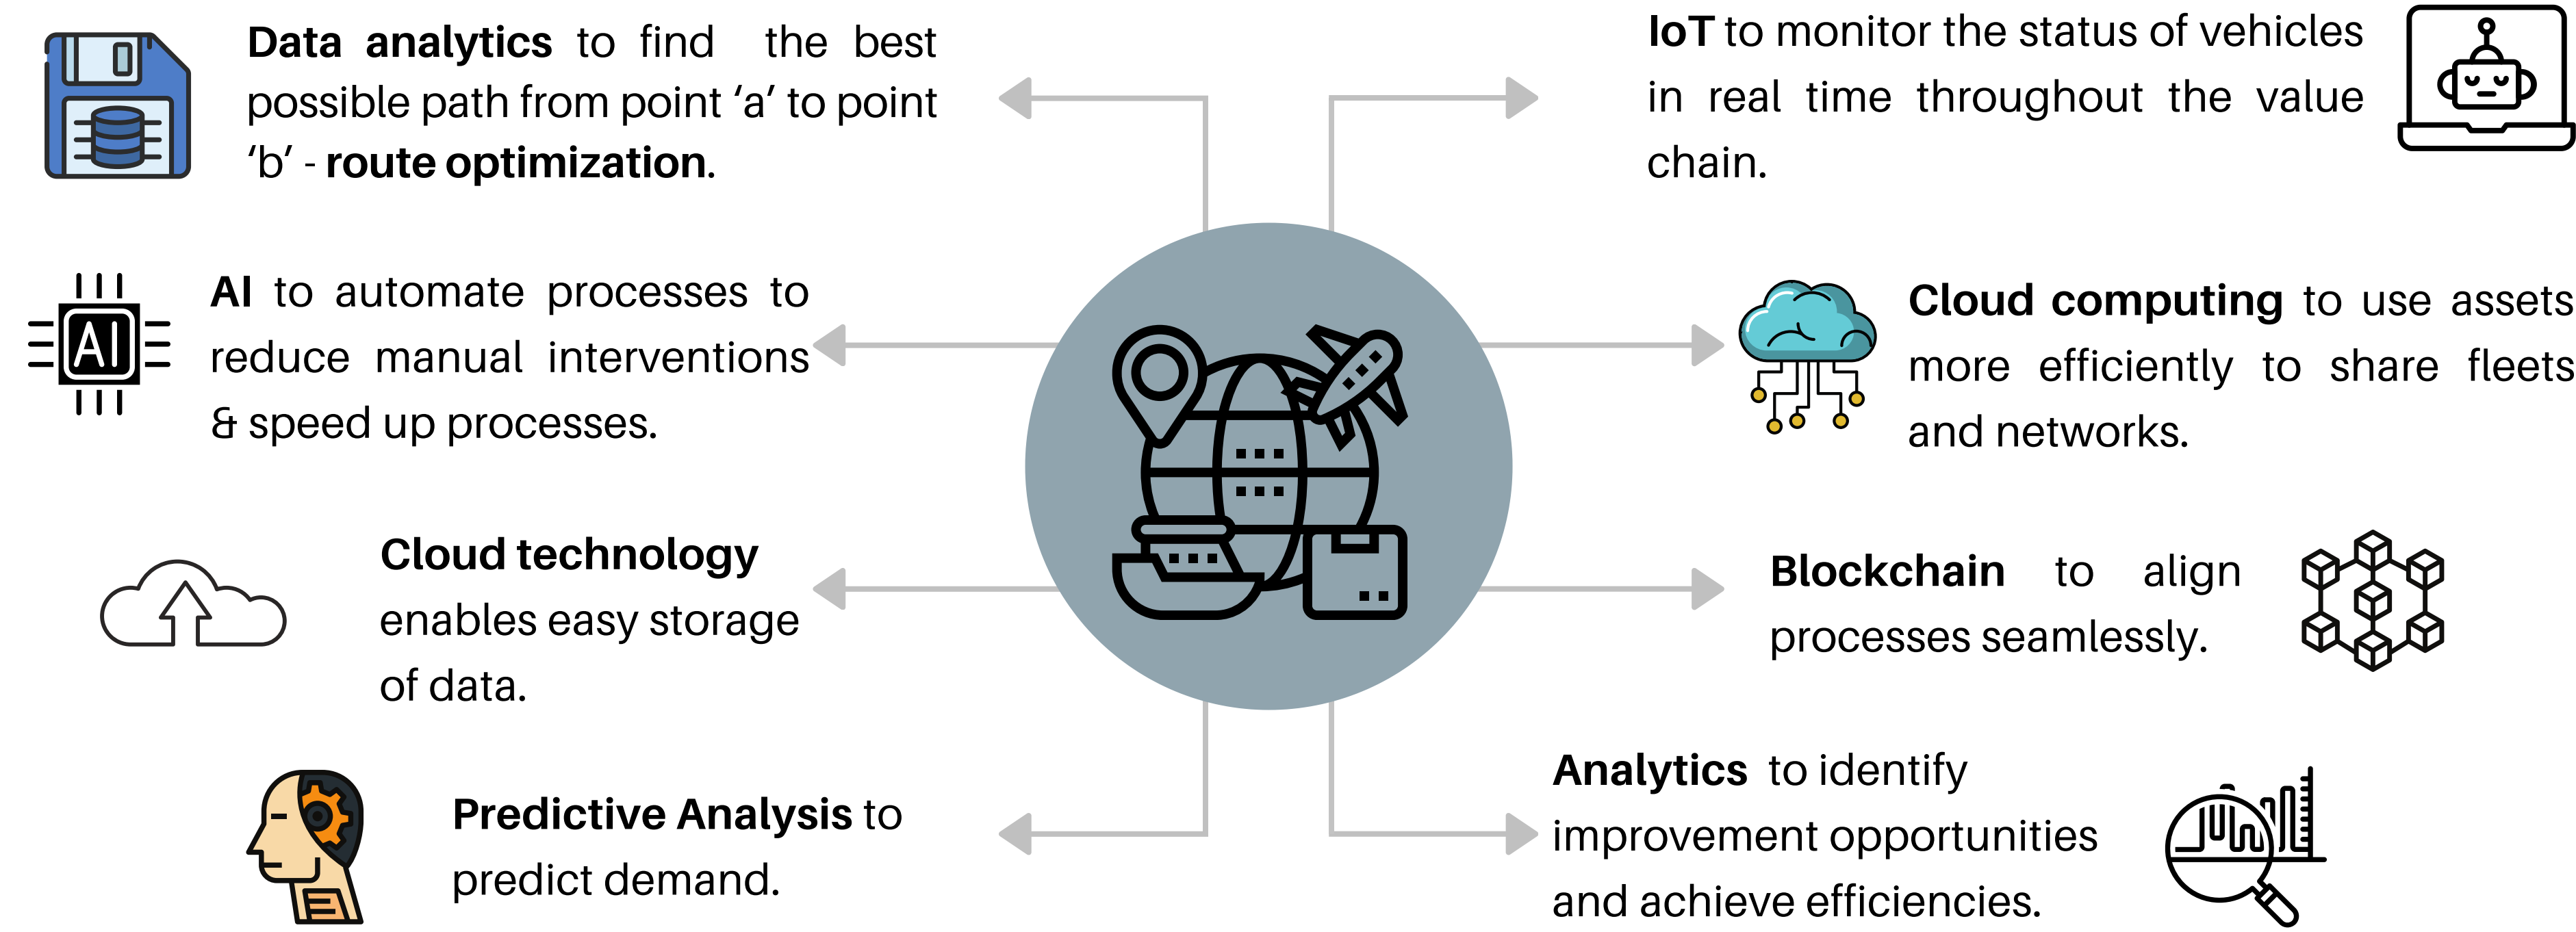 Data analytics to find the best
possible path from point ‘a’ to point
‘b’ - route optimization.
AI
AI to automate processes to
reduce manual interventions
& speed up processes.
Cloud technology
enables easy storage
of data.
Predictive Analysis to
predict demand.
IoT to monitor the status of vehicles
in real time throughout the value
chain.
Cloud computing to use assets
more efficiently to share fleets
and networks.
Blockchain to align
processes seamlessly.
Analytics to identify
improvement opportunities
and achieve efficiencies.